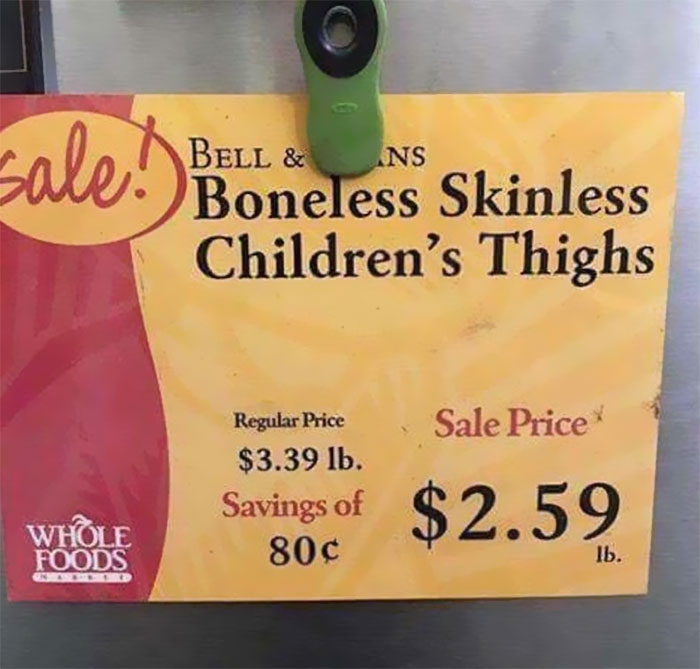 sale!
BELL & ANS
Boneless Skinless
Children's Thighs
Regular Price
Sale Price
$3.39 lb.
Savings of
80¢
$2.59
lb.
WHOLE
FOODS
MARKET